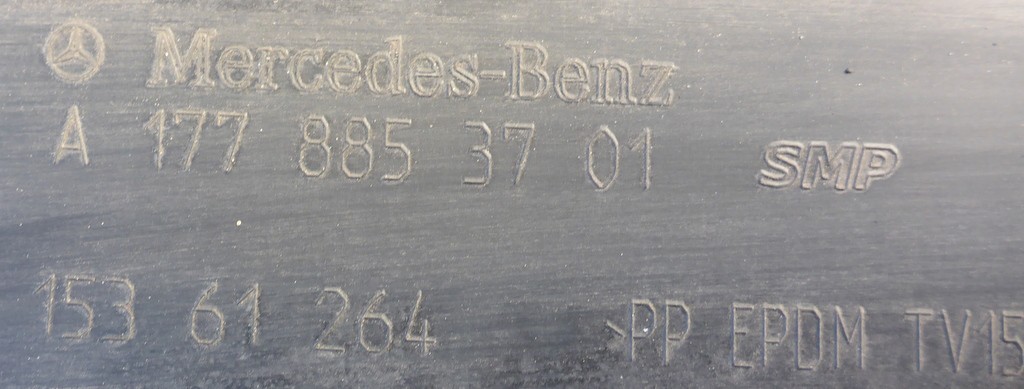 Mercedes-Benz
A 177 885 37 01 SMP
153 61 264 >PP EPDM TV15